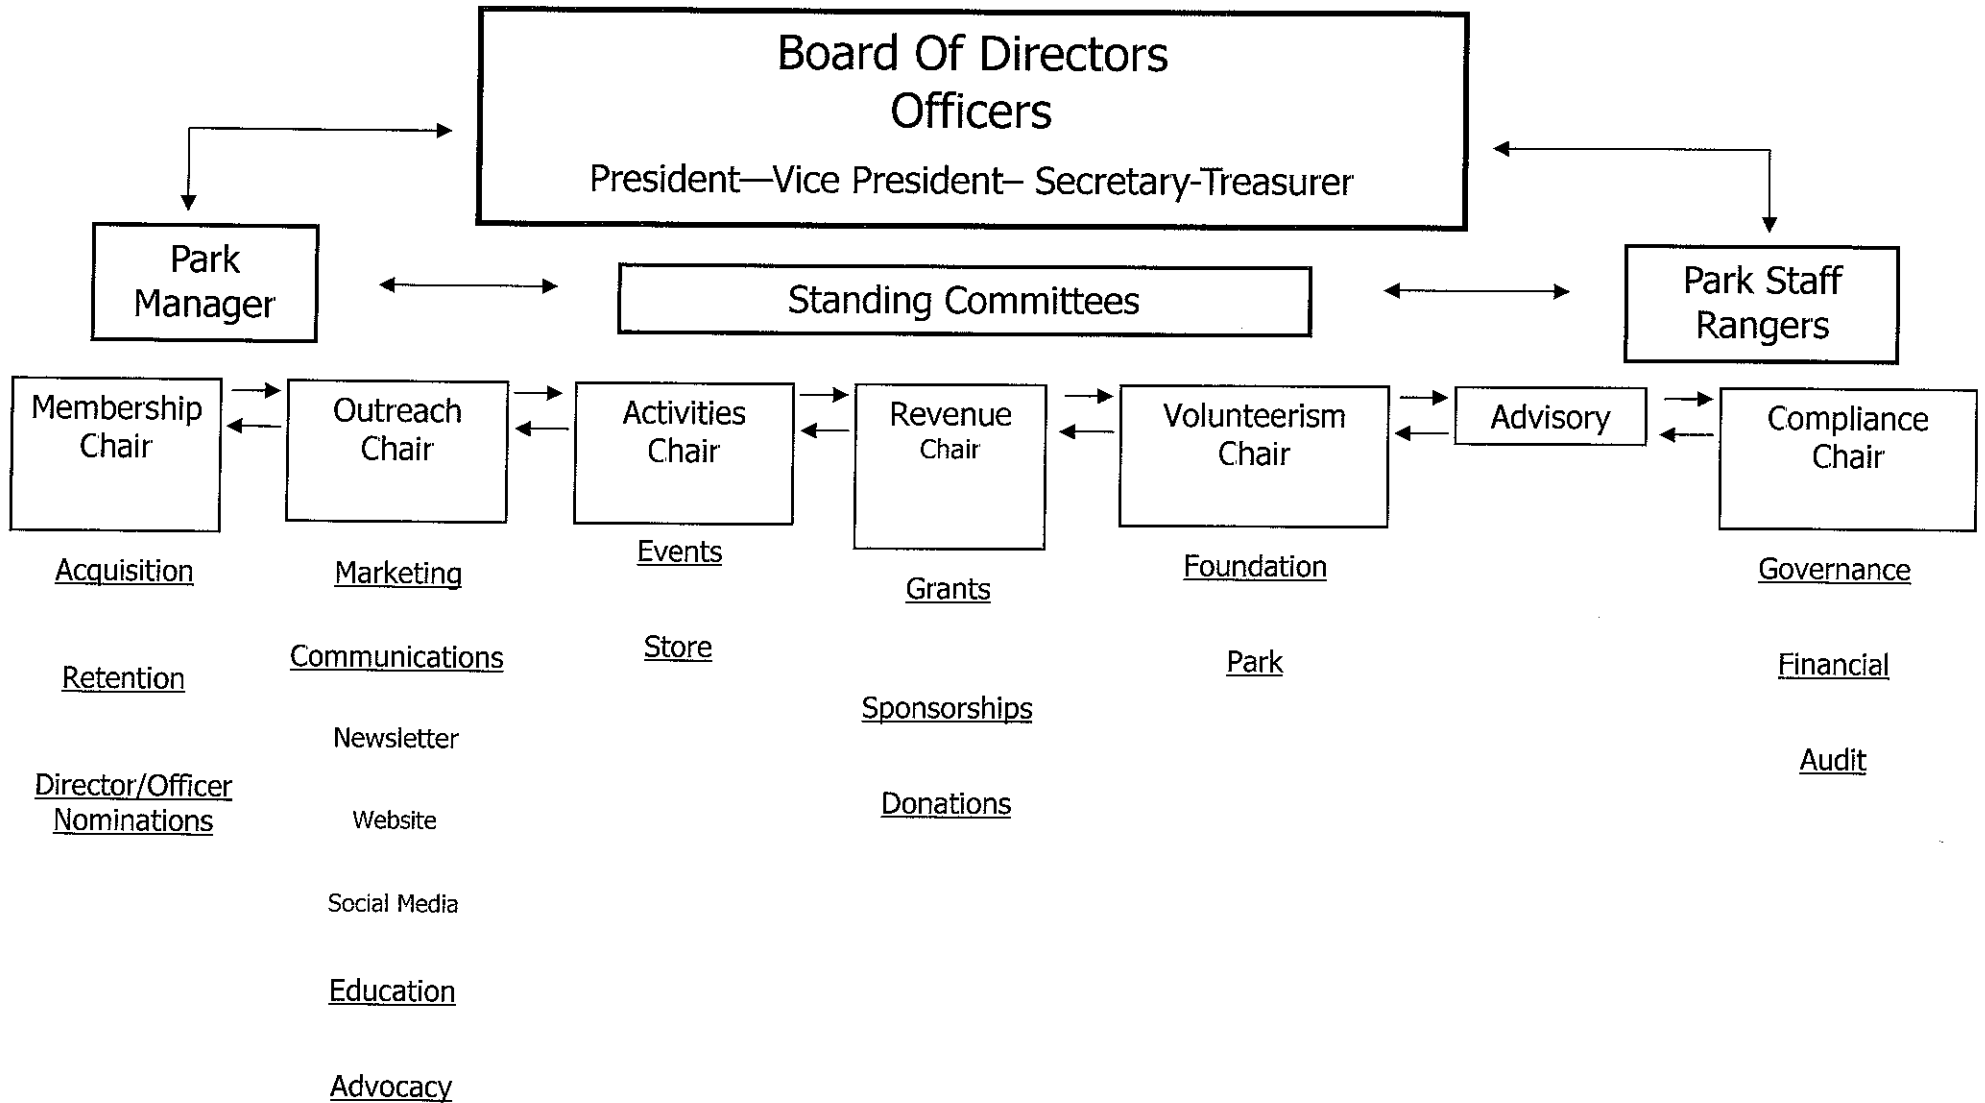 Board Of Directors
Officers
President—Vice President– Secretary-Treasurer
Park
Manager
Standing Committees
Park Staff
Rangers
Membership
Chair
Outreach
Chair
Activities
Chair
Revenue
Chair
Volunteerism
Chair
Advisory
Compliance
Chair
Acquisition
Retention
Director/Officer
Nominations
Marketing
Communications
Newsletter
Website
Social Media
Education
Advocacy
Events
Store
Grants
Sponsorships
Donations
Foundation
Park
Governance
Financial
Audit